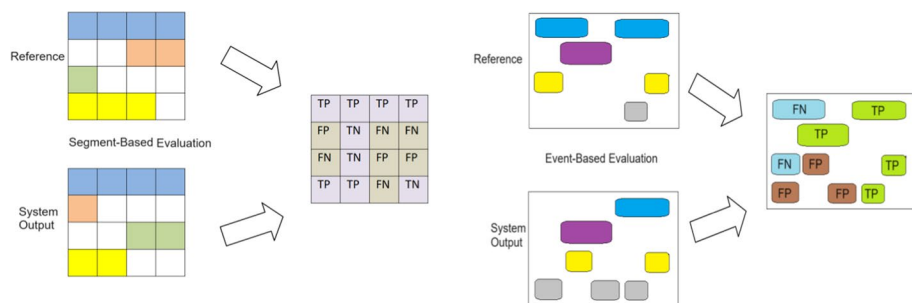 Reference
Segment-Based Evaluation
System
Output
TP TP TP TP
FP TN FN FN
FN TN FP FP
TP TP FN TN
Reference
Event-Based Evaluation
System
Output
FN TP
TP
FN FP TP
FP FP TP